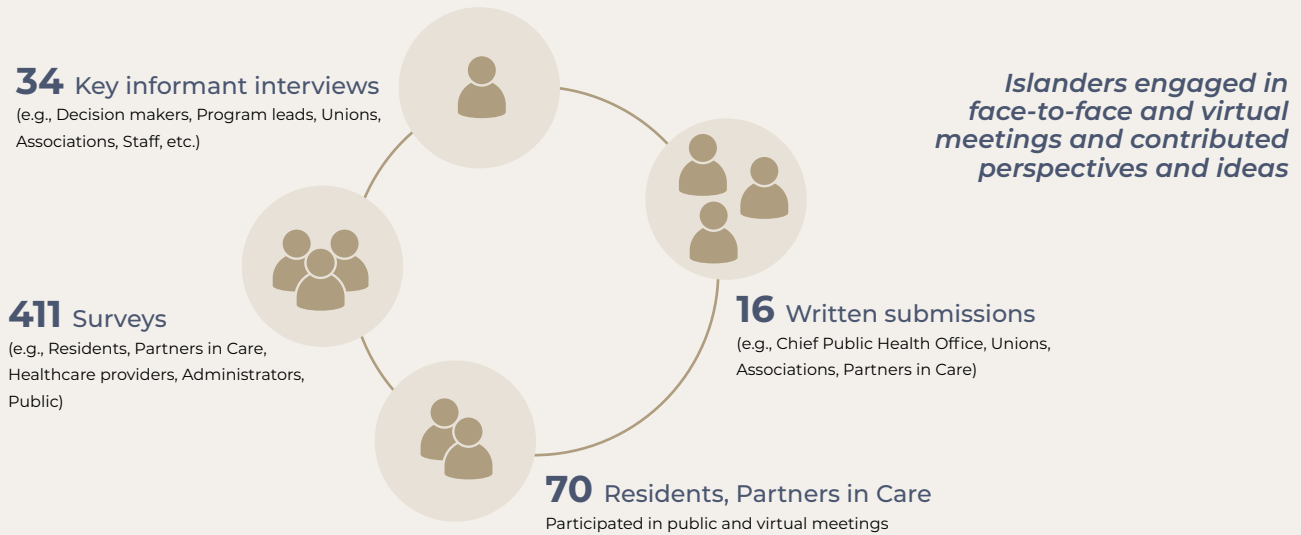 34 Key informant interviews
(e.g., Decision makers, Program leads, Unions,
Associations, Staff, etc.)
Islanders engaged in
face-to-face and virtual
meetings and contributed
perspectives and ideas
411 Surveys
(e.g., Residents, Partners in Care,
Healthcare providers, Administrators,
Public)
16 Written submissions
(e.g., Chief Public Health Office, Unions,
Associations, Partners in Care)
70 Residents, Partners in Care
Participated in public and virtual meetings